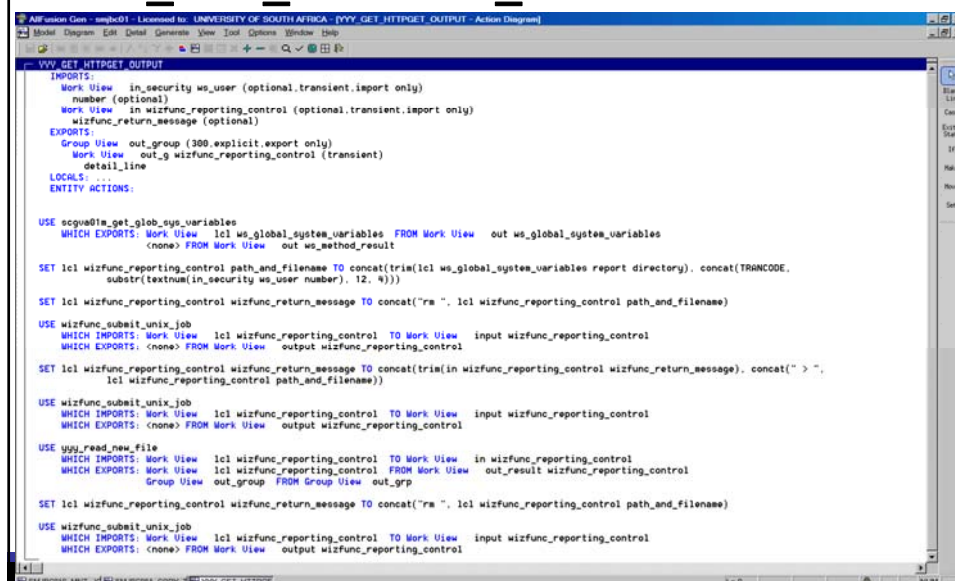 AllFusion Gen - smjbc01 - Licensed to: UNIVERSITY OF SOUTH AFRICA - [YYY_GET_HTTPGET_OUTPUT - Action Diagram]
Model Diagram Edit Detail Generate View Tool Options Window Help
YYY_GET_HTTPGET_OUTPUT
IMPORTS:
Work View in_security ws_user (optional,transient,import only)
number (optional)
Work View in wizfunc_reporting_control (optional,transient,import only)
wizfunc_return_message (optional)
EXPORTS:
Group View out_group (300,explicit,export only)
Work View out_g wizfunc_reporting_control (transient)
detail_line
LOCALS: ...
ENTITY ACTIONS:
USE scgva01m_get_glob_sys_variables
WHICH EXPORTS: Work View lcl ws_global_system_variables FROM Work View out ws_global_system_variables
<none> FROM Work View out ws_method_result
SET lcl wizfunc_reporting_control path_and_filename TO concat(trim(lcl ws_global_system_variables report directory), concat(TRANCODE,
substr(textnum(in_security ws_user number), 12, 4)))
SET lcl wizfunc_reporting_control wizfunc_return_message TO concat("rm ", lcl wizfunc_reporting_control path_and_filename)
USE wizfunc_submit_unix_job
WHICH IMPORTS: Work View lcl wizfunc_reporting_control TO Work View input wizfunc_reporting_control
WHICH EXPORTS: <none> FROM Work View output wizfunc_reporting_control
SET lcl wizfunc_reporting_control wizfunc_return_message TO concat(trim(in wizfunc_reporting_control wizfunc_return_message), concat(" > ",
lcl wizfunc_reporting_control path_and_filename))
USE wizfunc_submit_unix_job
WHICH IMPORTS: Work View lcl wizfunc_reporting_control TO Work View input wizfunc_reporting_control
WHICH EXPORTS: <none> FROM Work View output wizfunc_reporting_control
USE yyy_read_new_file
WHICH IMPORTS: Work View lcl wizfunc_reporting_control TO Work View in wizfunc_reporting_control
WHICH EXPORTS: Work View lcl wizfunc_reporting_control FROM Work View out_result wizfunc_reporting_control
Group View out_group FROM Group View out_grp
SET lcl wizfunc_reporting_control wizfunc_return_message TO concat("rm ", lcl wizfunc_reporting_control path_and_filename)
USE wizfunc_submit_unix_job
WHICH IMPORTS: Work View lcl wizfunc_reporting_control TO Work View input wizfunc_reporting_control
WHICH EXPORTS: <none> FROM Work View output wizfunc_reporting_control